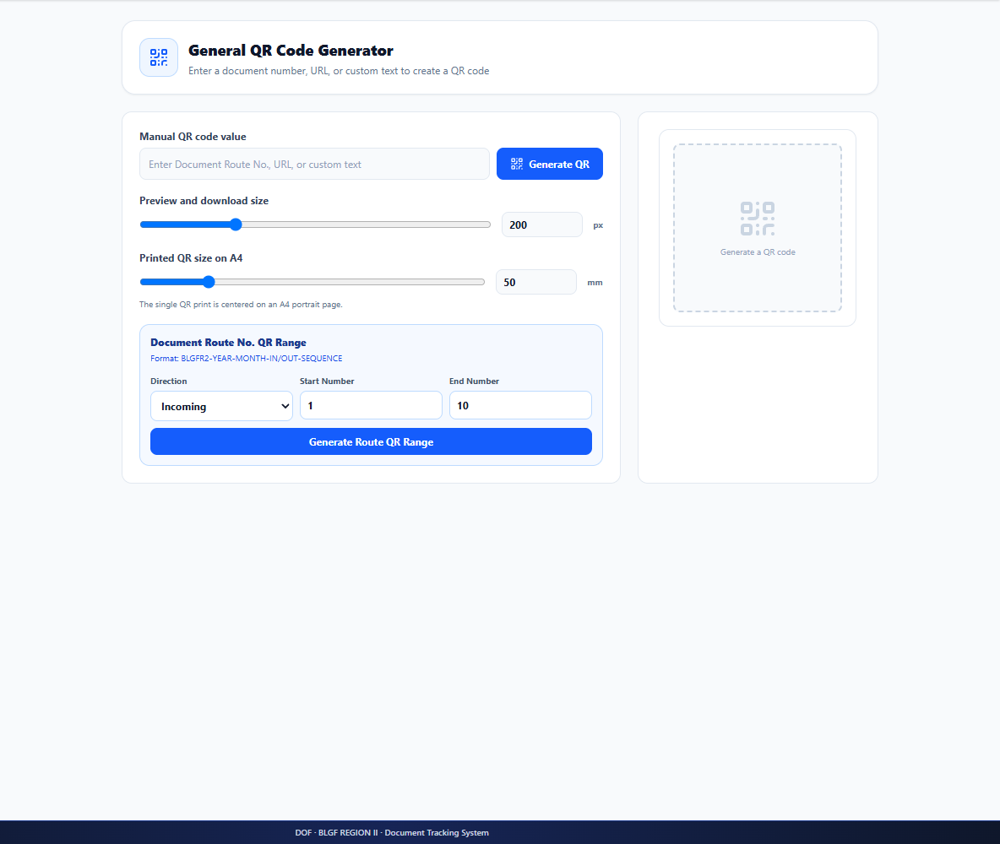 General QR Code Generator
Enter a document number, URL, or custom text to create a QR code
Manual QR code value
Enter Document Route No., URL, or custom text
Generate QR
Preview and download size
200 px
Printed QR size on A4
50 mm
The single QR print is centered on an A4 portrait page.
Document Route No. QR Range
Format: BLGFR2-YEAR-MONTH-IN/OUT-SEQUENCE
Direction Start Number End Number
Incoming 1 10
Generate Route QR Range
Generate a QR code
DOF · BLGF REGION II · Document Tracking System